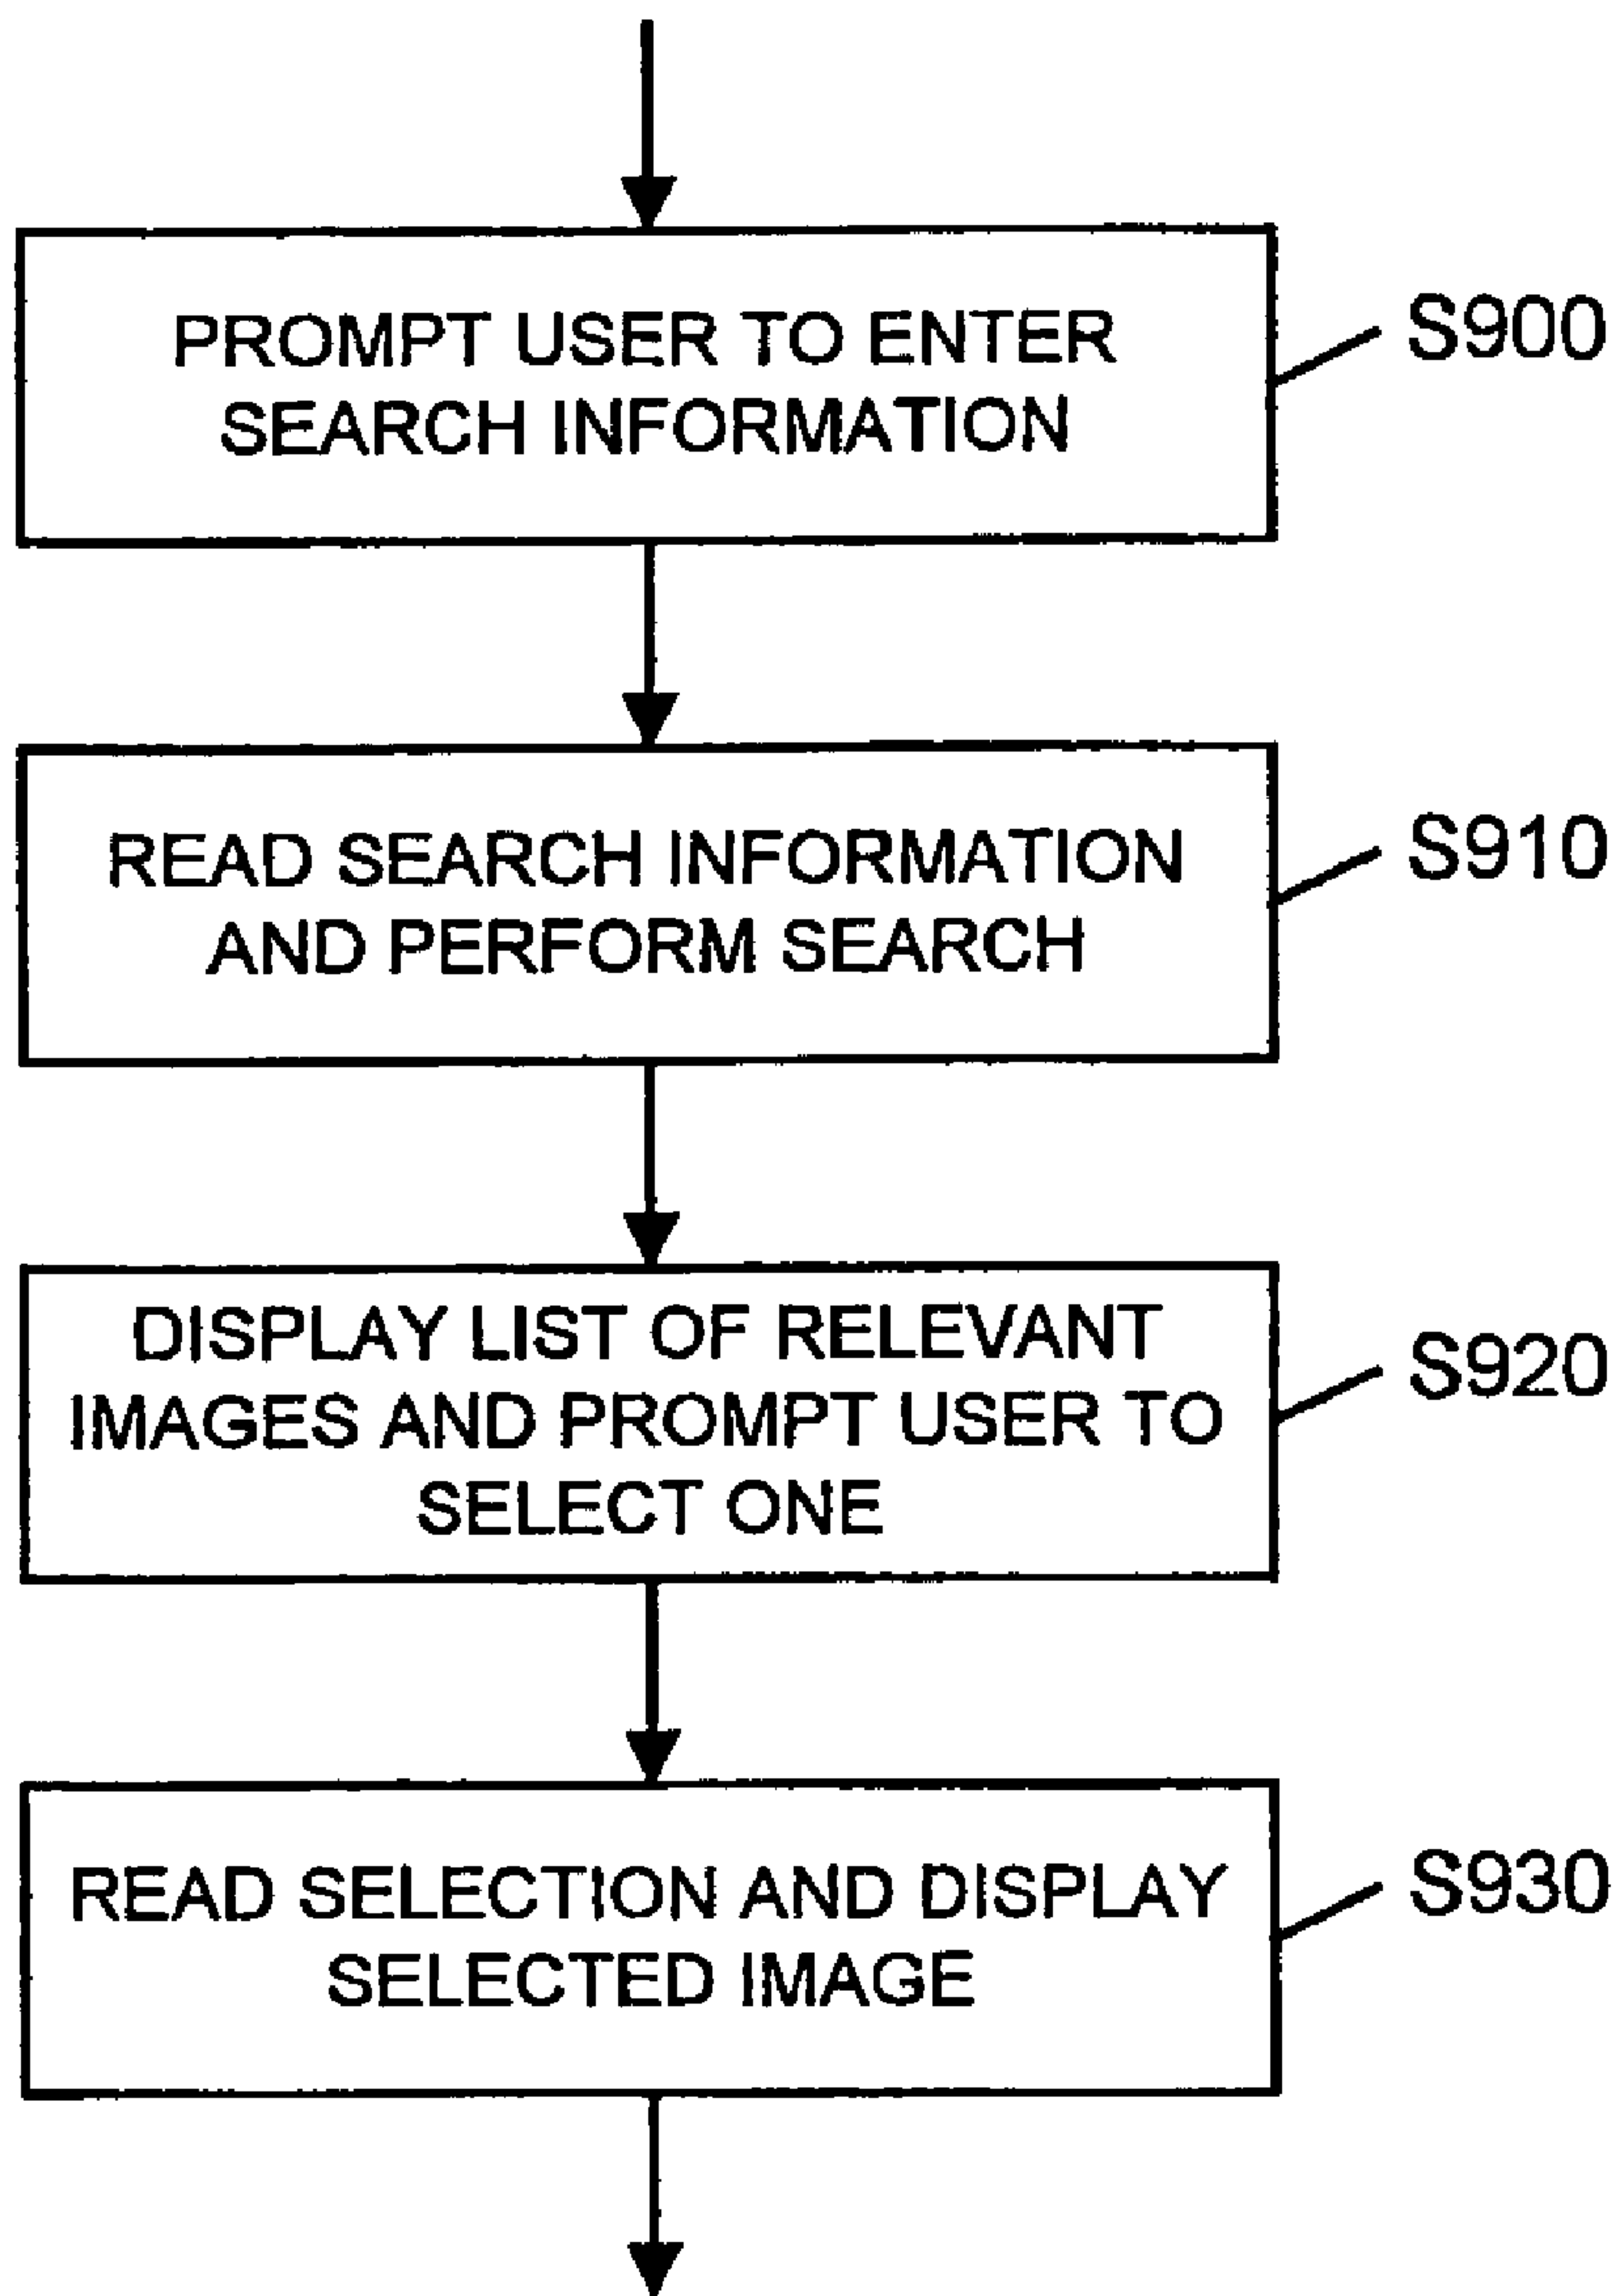 PROMPT USER TO ENTER
SEARCH INFORMATION
S900
READ SEARCH INFORMATION
AND PERFORM SEARCH
S910
DISPLAY LIST OF RELEVANT
IMAGES AND PROMPT USER TO
SELECT ONE
S920
READ SELECTION AND DISPLAY
SELECTED IMAGE
S930